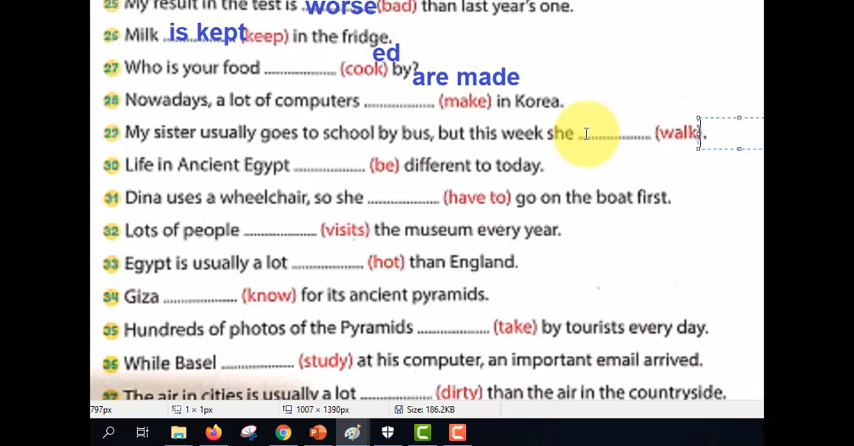 25 My result in the test is worse (bad) than last year's one.
26 Milk is kept (keep) in the fridge.
ed
27 Who is your food .................. (cook) by?
are made
28 Nowadays, a lot of computers .................. (make) in Korea.
29 My sister usually goes to school by bus, but this week she .................. (walk).
30 Life in Ancient Egypt .................. (be) different to today.
31 Dina uses a wheelchair, so she .................. (have to) go on the boat first.
32 Lots of people .................. (visits) the museum every year.
33 Egypt is usually a lot .................. (hot) than England.
34 Giza .................. (know) for its ancient pyramids.
35 Hundreds of photos of the Pyramids .................. (take) by tourists every day.
36 While Basel .................. (study) at his computer, an important email arrived.
37 The air in cities is usually a lot .................. (dirty) than the air in the countryside.
797px 1 × 1px 1007 × 1390px Size: 186.2KB